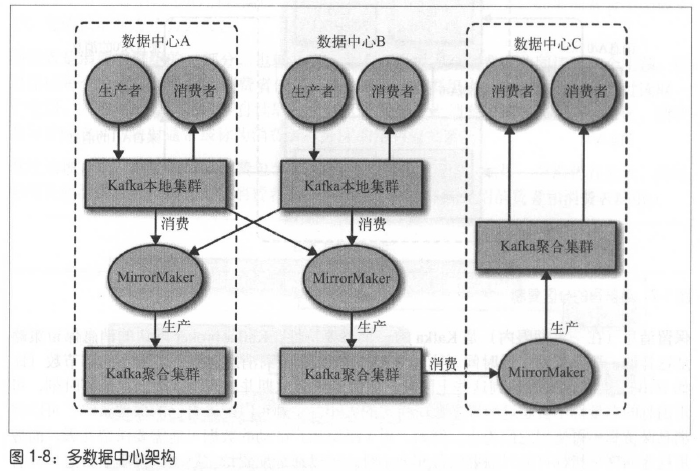 数据中心A
数据中心B
数据中心C
生产者
消费者
生产者
消费者
消费者
消费者
Kafka本地集群
Kafka本地集群
消费
消费
Kafka聚合集群
MirrorMaker
MirrorMaker
生产
生产
生产
Kafka聚合集群
Kafka聚合集群
消费
MirrorMaker
图 1-8：多数据中心架构